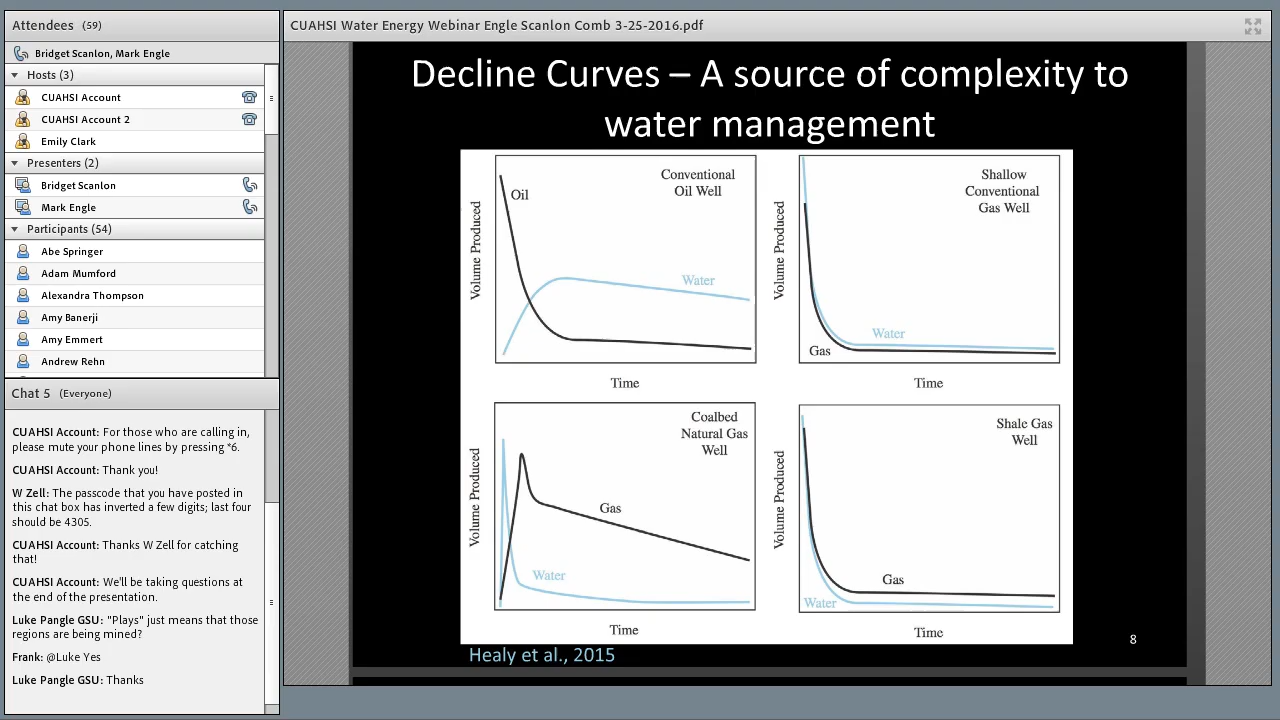 Attendees (59)
Bridget Scanlon, Mark Engle
Hosts (3)
CUAHSI Account
CUAHSI Account 2
Emily Clark
Presenters (2)
Bridget Scanlon
Mark Engle
Participants (54)
Abe Springer
Adam Mumford
Alexandra Thompson
Amy Banerji
Amy Emmert
Andrew Rehn
Chat 5 (Everyone)
CUAHSI Account: For those who are calling in,
please mute your phone lines by pressing *6.
CUAHSI Account: Thank you!
W Zell: The passcode that you have posted in
this chat box has inverted a few digits; last four
should be 4305.
CUAHSI Account: Thanks W Zell for catching
that!
CUAHSI Account: We'll be taking questions at
the end of the presentation.
Luke Pangle GSU: "Plays" just means that those
regions are being mined?
Frank: @Luke Yes
Luke Pangle GSU: Thanks
CUAHSI Water Energy Webinar Engle Scanlon Comb 3-25-2016.pdf
Decline Curves – A source of complexity to
water management
Conventional
Oil Well
Oil
Water
Volume Produced
Time
Shallow
Conventional
Gas Well
Water
Gas
Volume Produced
Time
Coalbed
Natural Gas
Well
Gas
Water
Volume Produced
Time
Shale Gas
Well
Gas
Water
Volume Produced
Time
Healy et al., 2015
8